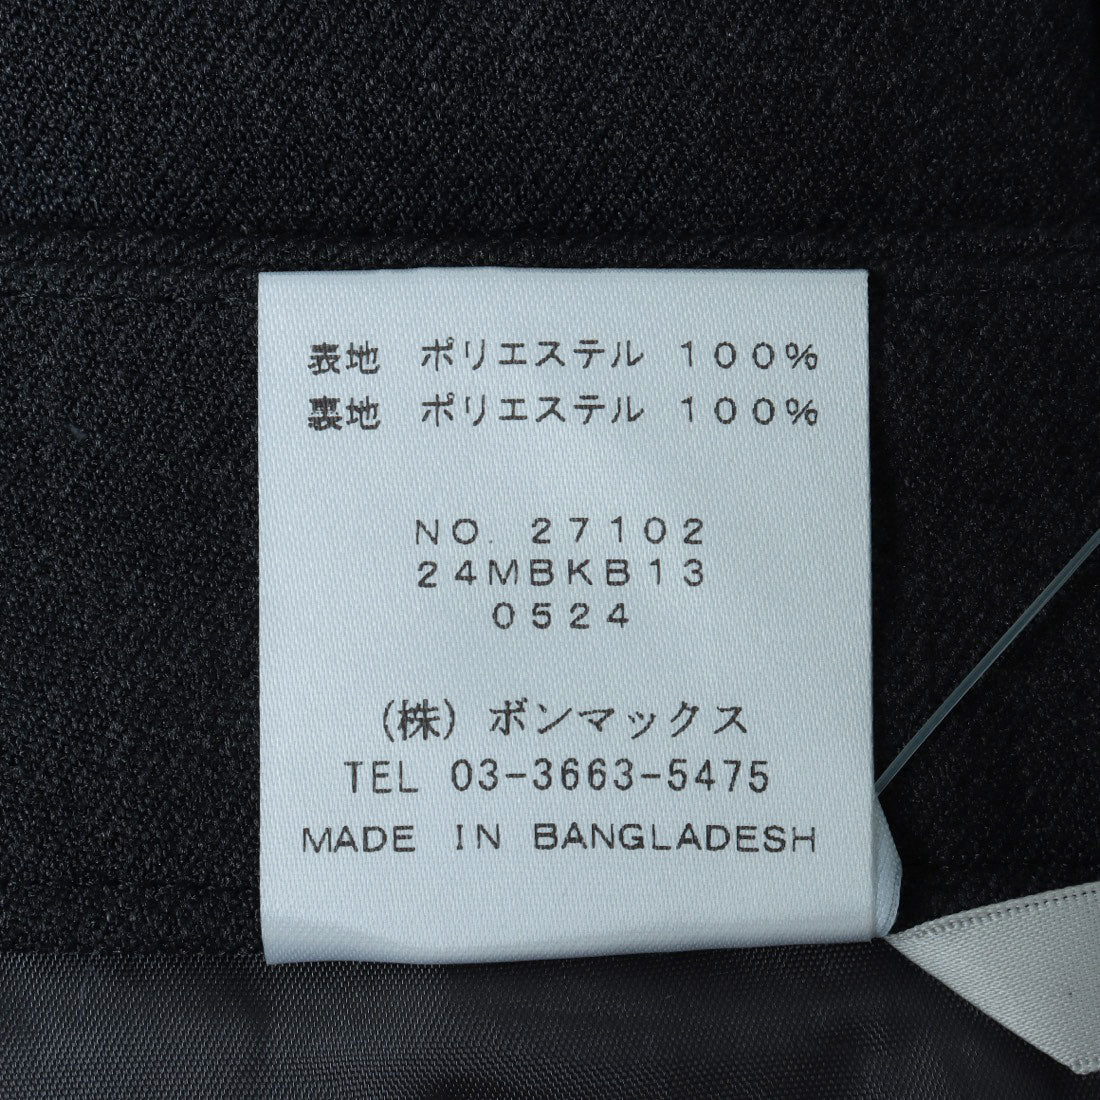 表地 ポリエステル 100%
裏地 ポリエステル 100%
NO. 27102
24MBKB13
0524
(株) ボンマックス
TEL 03-3663-5475
MADE IN BANGLADESH